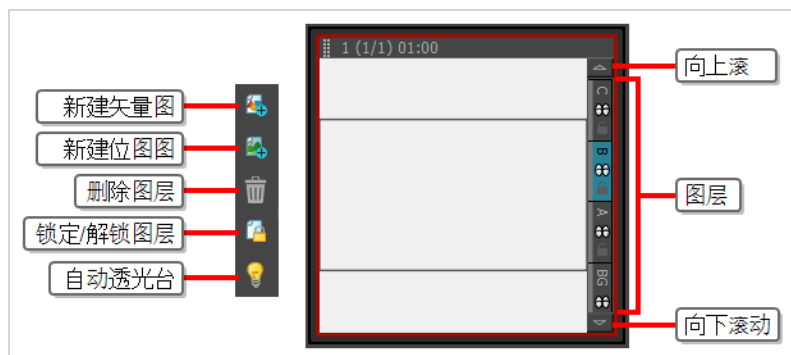 1 (1/1) 01:00
新建矢量图
新建位图图
删除图层
锁定/解锁图层
自动透光台
C
B
A
BG
向上滚
图层
向下滚动